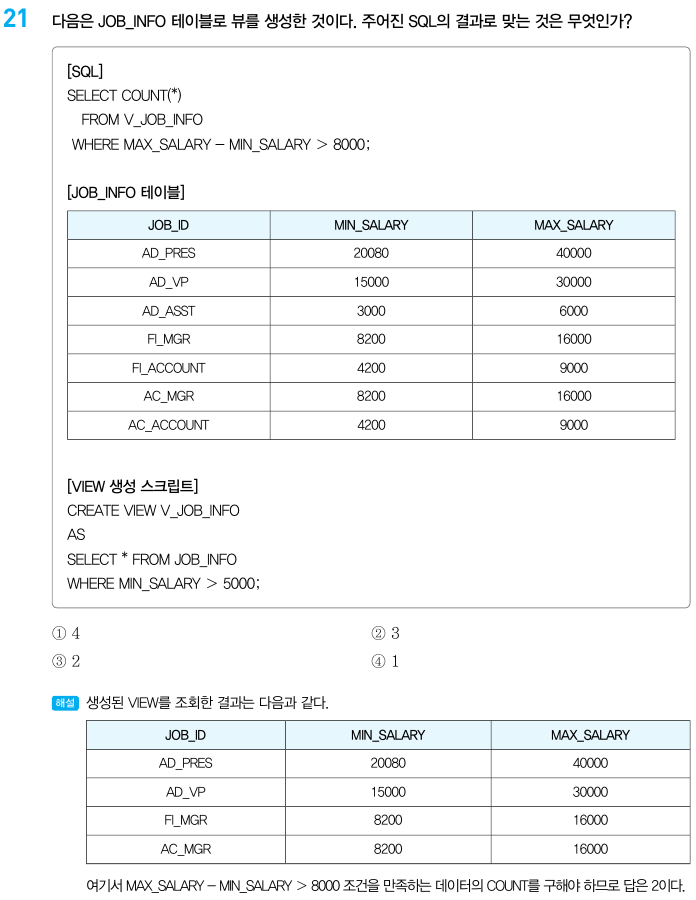 21 다음은 JOB_INFO 테이블로 뷰를 생성한 것이다. 주어진 SQL의 결과로 맞는 것은 무엇인가?
[SQL]
SELECT COUNT(*)
FROM V_JOB_INFO
WHERE MAX_SALARY - MIN_SALARY > 8000;
[JOB_INFO 테이블]
JOB_ID MIN_SALARY MAX_SALARY
AD_PRES 20080 40000
AD_VP 15000 30000
AD_ASST 3000 6000
FI_MGR 8200 16000
FI_ACCOUNT 4200 9000
AC_MGR 8200 16000
AC_ACCOUNT 4200 9000
[VIEW 생성 스크립트]
CREATE VIEW V_JOB_INFO
AS
SELECT * FROM JOB_INFO
WHERE MIN_SALARY > 5000;
① 4 ② 3
③ 2 ④ 1
해설 생성된 VIEW를 조회한 결과는 다음과 같다.
JOB_ID MIN_SALARY MAX_SALARY
AD_PRES 20080 40000
AD_VP 15000 30000
FI_MGR 8200 16000
AC_MGR 8200 16000
여기서 MAX_SALARY - MIN_SALARY > 8000 조건을 만족하는 데이터의 COUNT를 구해야 하므로 답은 2이다.